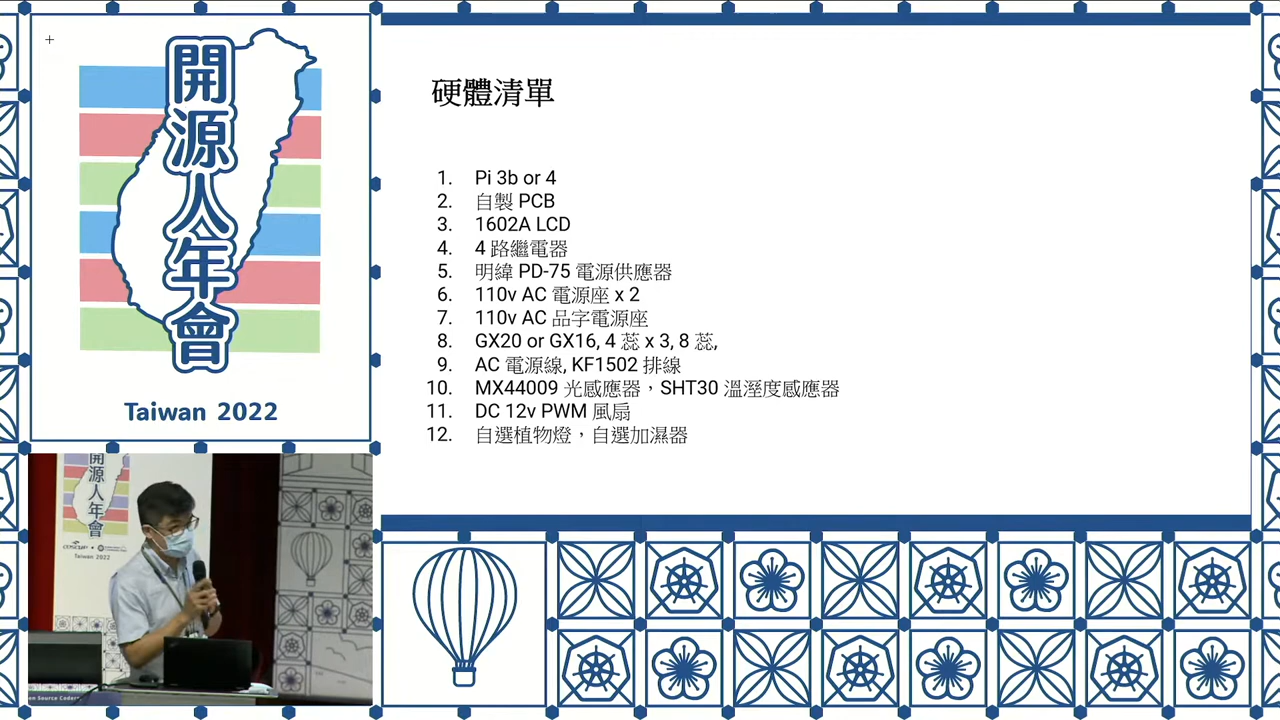 開源人年會
Taiwan 2022
硬體清單
1. Pi 3b or 4
2. 自製 PCB
3. 1602A LCD
4. 4 路繼電器
5. 明緯 PD-75 電源供應器
6. 110v AC 電源座 x 2
7. 110v AC 品字電源座
8. GX20 or GX16, 4 蕊 x 3, 8 蕊,
9. AC 電源線, KF1502 排線
10. MX44009 光感應器，SHT30 溫溼度感應器
11. DC 12v PWM 風扇
12. 自選植物燈，自選加濕器
開源人年會
Taiwan 2022